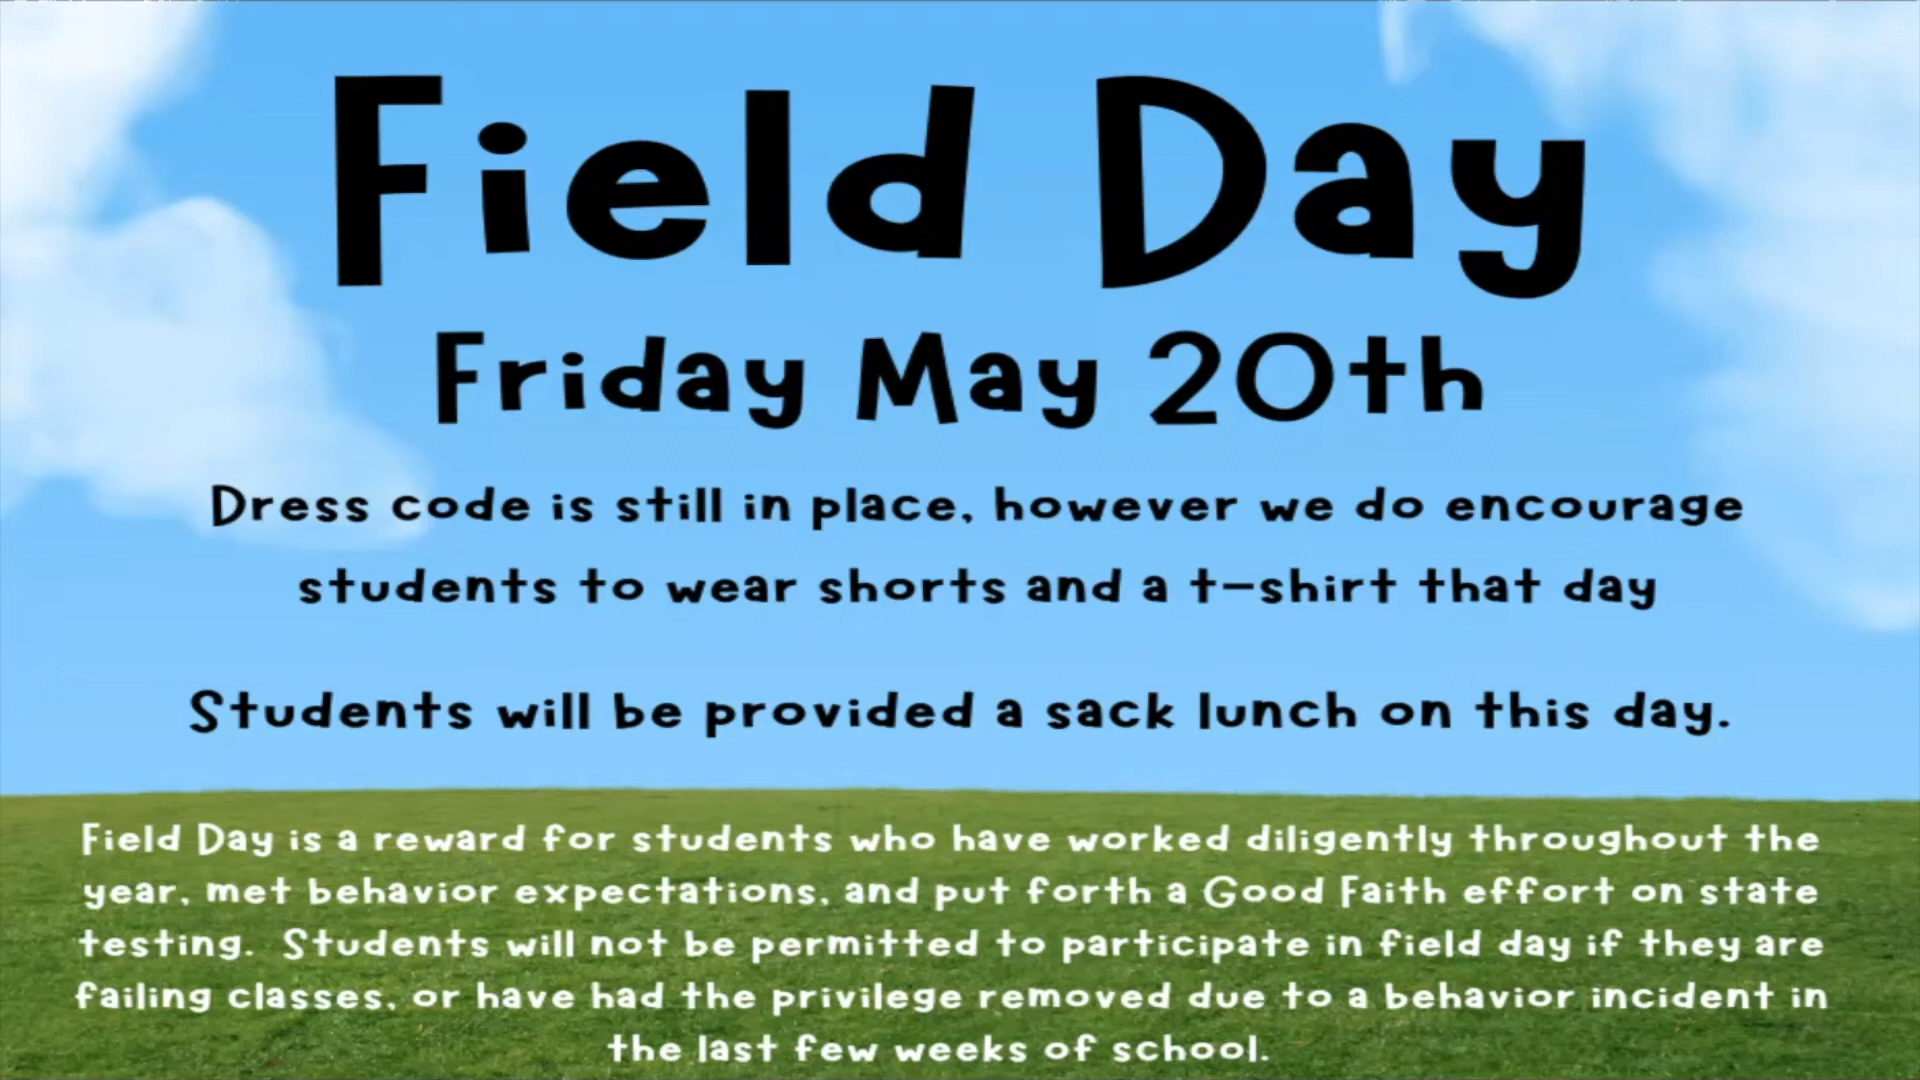 Field Day
Friday May 20th
Dress code is still in place, however we do encourage
students to wear shorts and a t-shirt that day
Students will be provided a sack lunch on this day.
Field Day is a reward for students who have worked diligently throughout the
year, met behavior expectations, and put forth a Good Faith effort on state
testing. Students will not be permitted to participate in field day if they are
failing classes, or have had the privilege removed due to a behavior incident in
the last few weeks of school.